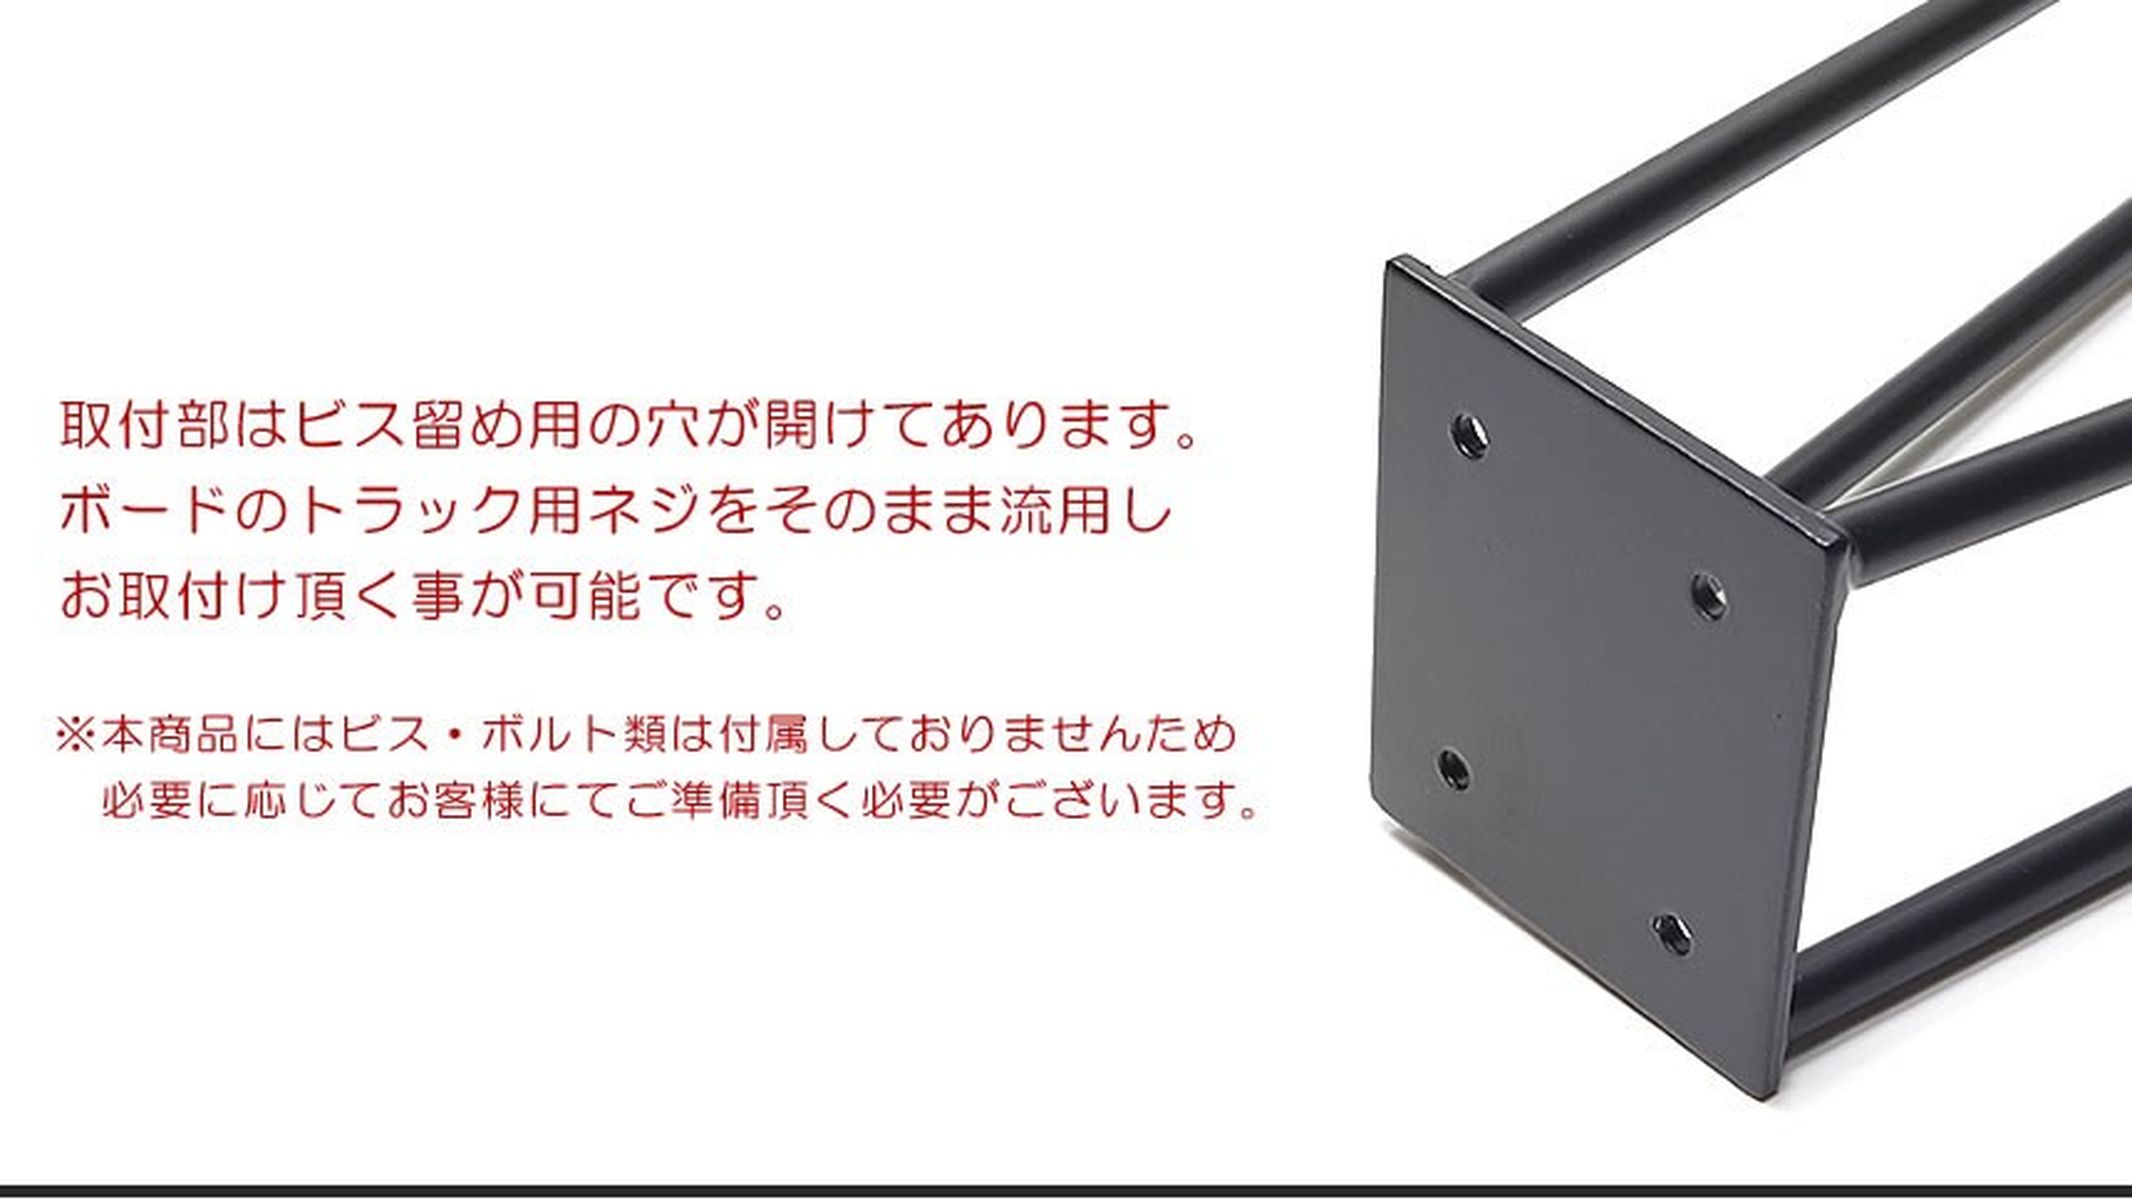 取付部はビス留め用の穴が開けてあります。
ボードのトラック用ネジをそのまま流用し
お取付け頂く事が可能です。
※本商品にはビス・ボルト類は付属しておりませんため
必要に応じてお客様にてご準備頂く必要がございます。